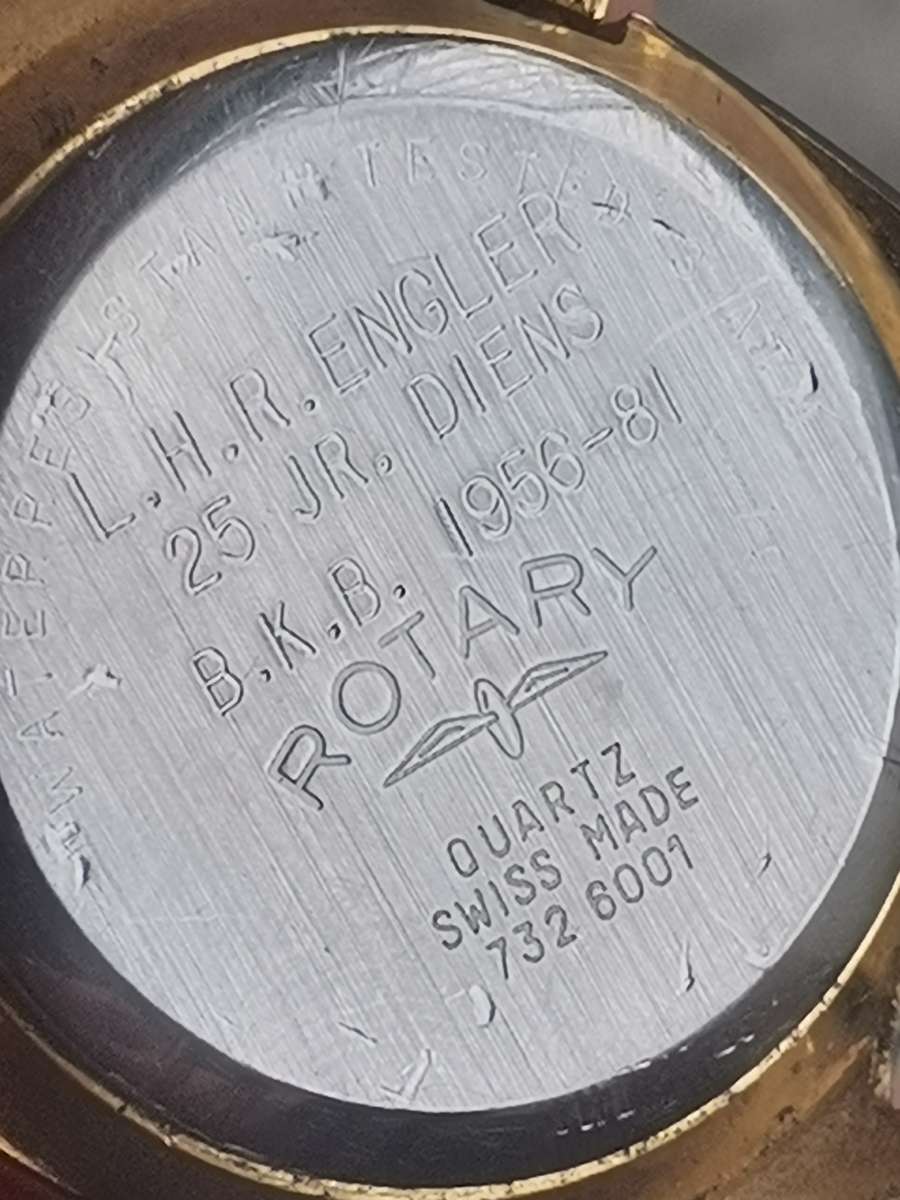 L.H.R. ENGLER
25 JR. DIENS
B.K.B. 1956-81
ROTARY
QUARTZ
SWISS MADE
732 6001